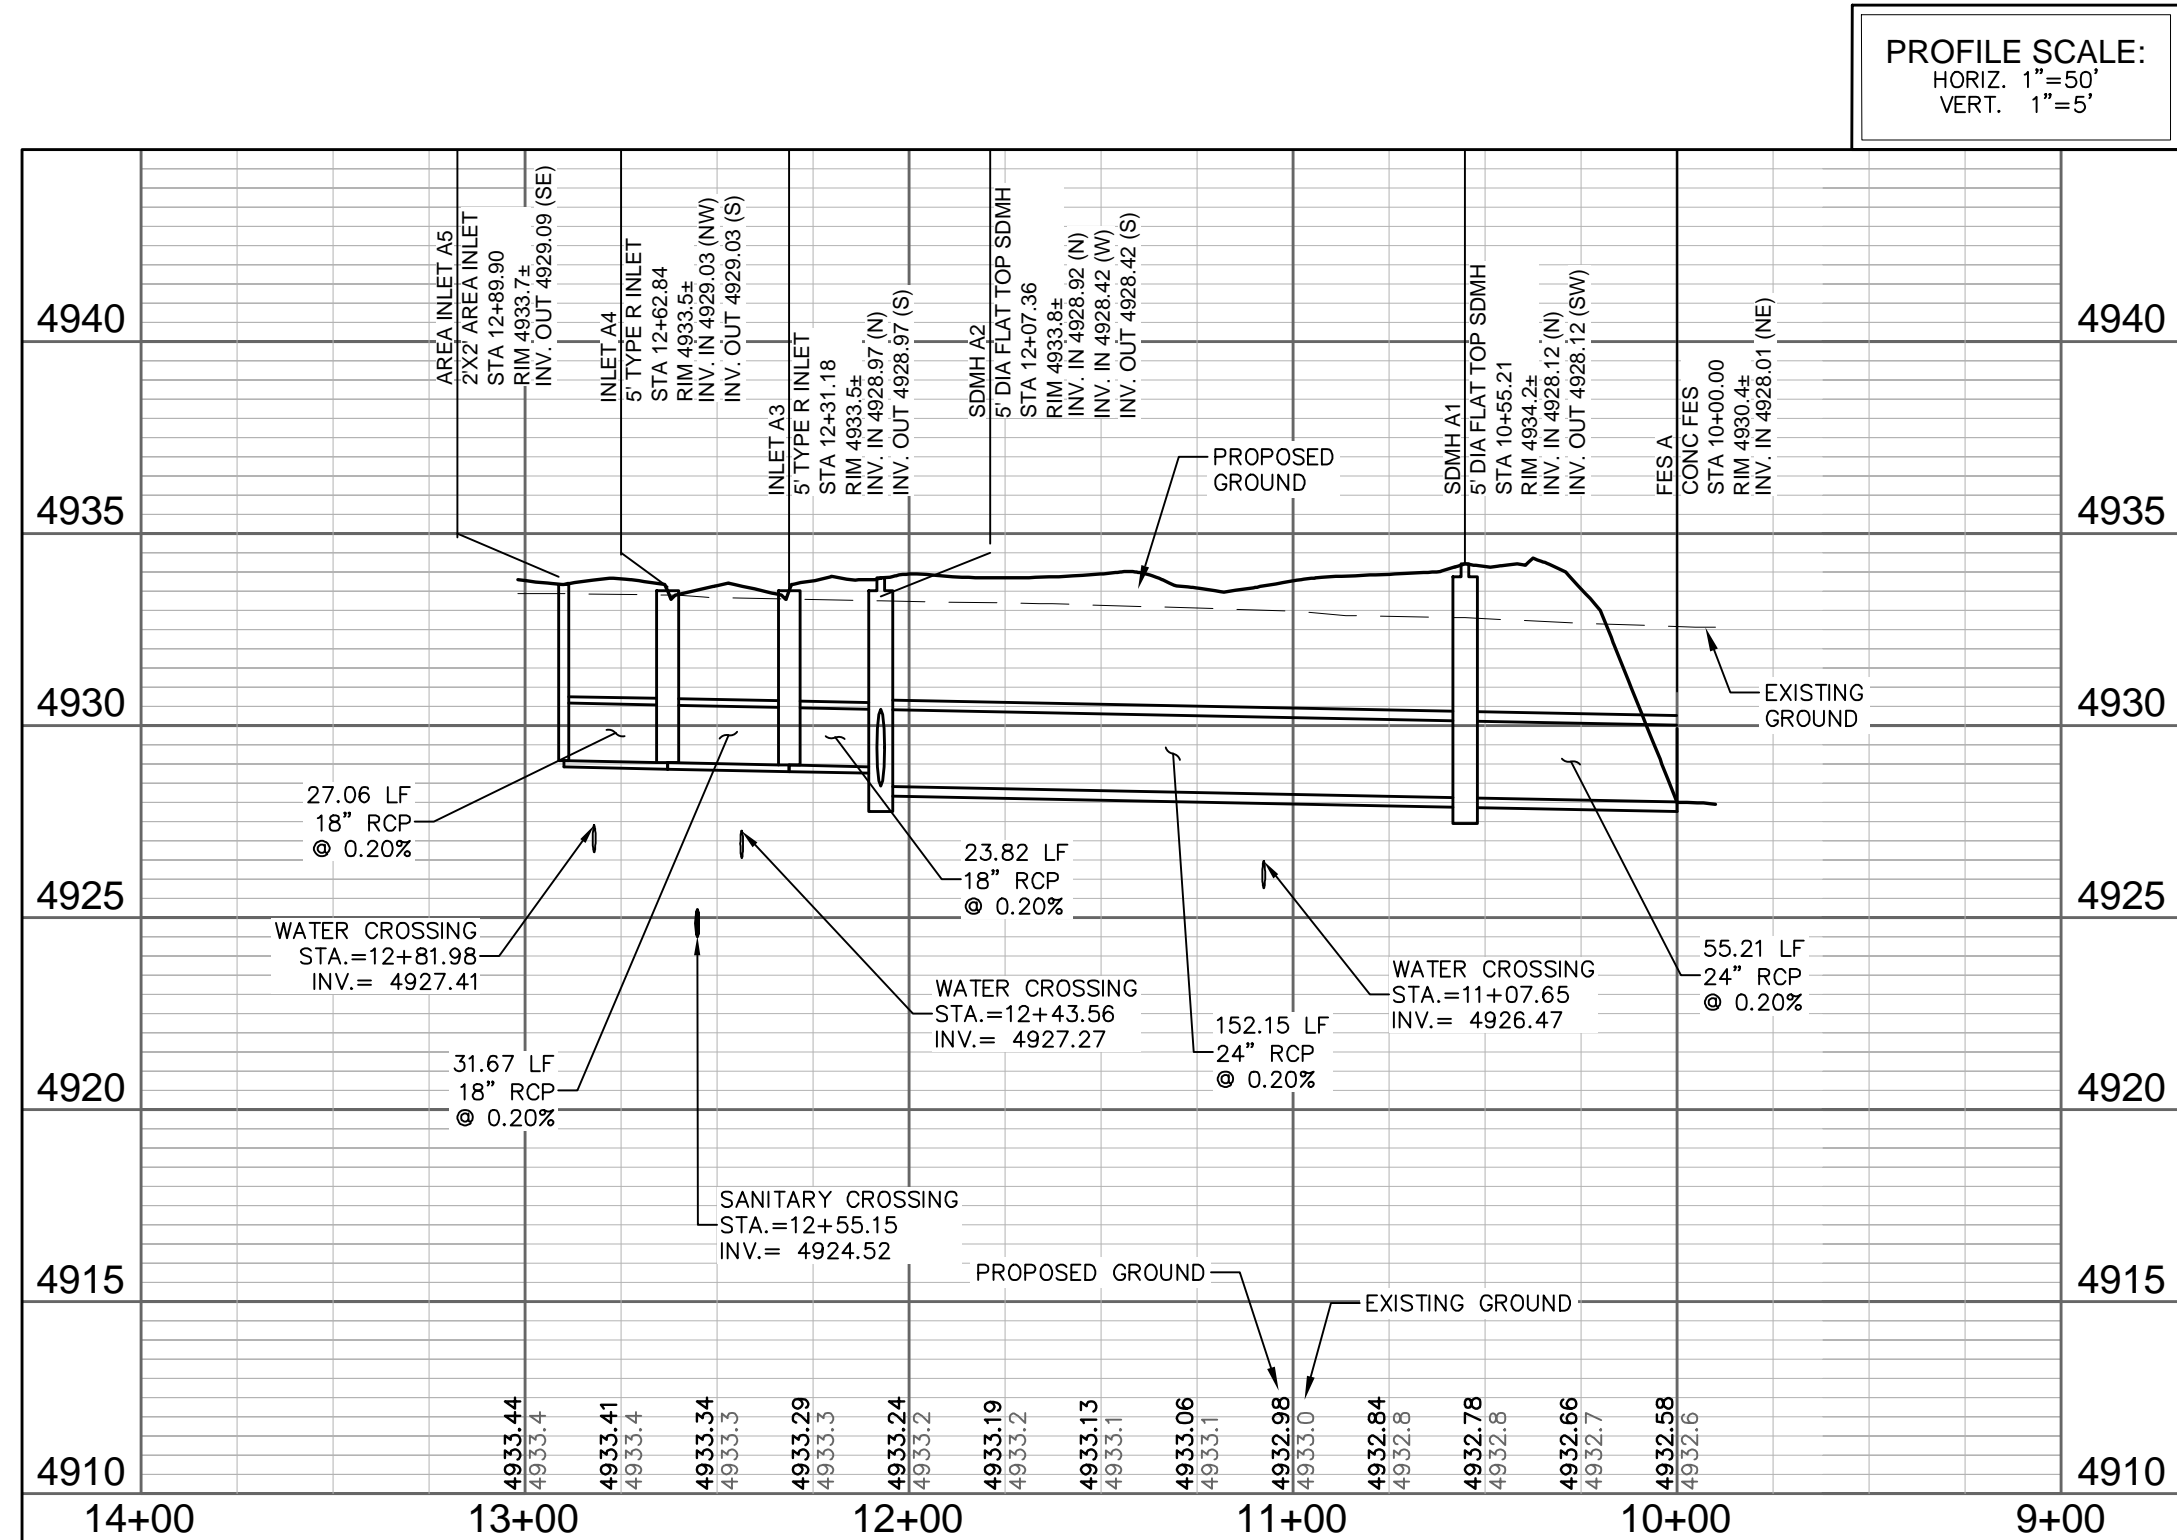 PROFILE SCALE:
HORIZ. 1"=50'
VERT. 1"=5'
AREA INLET A5
2'X2' AREA INLET
STA 12+89.90
RIM 4933.7±
INV. OUT 4929.09 (SE)
INLET A4
5' TYPE R INLET
STA 12+62.84
RIM 4933.5±
INV. IN 4929.03 (NW)
INV. OUT 4929.03 (S)
INLET A3
5' TYPE R INLET
STA 12+31.18
RIM 4933.5±
INV. IN 4928.97 (N)
INV. OUT 4928.97 (S)
SDMH A2
5' DIA FLAT TOP SDMH
STA 12+07.36
RIM 4933.8±
INV. IN 4928.92 (N)
INV. IN 4928.42 (W)
INV. OUT 4928.42 (S)
SDMH A1
5' DIA FLAT TOP SDMH
STA 10+55.21
RIM 4934.2±
INV. IN 4928.12 (N)
INV. OUT 4928.12 (SW)
FES A
CONC FES
STA 10+00.00
RIM 4930.4±
INV. IN 4928.01 (NE)
4940 4940
PROPOSED
GROUND
4935 4935
4930 4930
EXISTING
GROUND
27.06 LF
18" RCP
@ 0.20%
23.82 LF
18" RCP
@ 0.20%
4925 4925
WATER CROSSING
STA.=12+81.98
INV.= 4927.41
WATER CROSSING
STA.=12+43.56
INV.= 4927.27
WATER CROSSING
STA.=11+07.65
INV.= 4926.47
55.21 LF
24" RCP
@ 0.20%
152.15 LF
24" RCP
@ 0.20%
31.67 LF
18" RCP
@ 0.20%
4920 4920
SANITARY CROSSING
STA.=12+55.15
INV.= 4924.52
4915 4915
PROPOSED GROUND
EXISTING GROUND
4933.44
4933.4
4933.41
4933.4
4933.34
4933.3
4933.29
4933.3
4933.24
4933.2
4933.19
4933.2
4933.13
4933.1
4933.06
4933.1
4932.98
4933.0
4932.84
4932.8
4932.78
4932.8
4932.66
4932.7
4932.58
4932.6
4910 4910
14+00 13+00 12+00 11+00 10+00 9+00